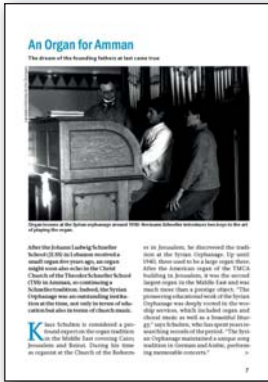 An Organ for Amman
The dream of the founding fathers at last came true
Organ lessons at the Syrian orphanage around 1930: Hermann Schneller introduces two boys to the art
of playing the organ.
After the Johann Ludwig Schneller
School (JLSS) in Lebanon received a
small organ five years ago, an organ
might soon also be in the Christ
Church of the Theodor Schneller School
(TSS) in Amman, so continuing a
Schneller tradition. Indeed, the Syrian
Orphanage was an outstanding institu-
tion at the time, not only in terms of edu-
cation but also in terms of church music.
Klaus Schulten is considered a pro-
found expert on the organ tradition
in the Middle East covering Cairo,
Jerusalem and Beirut. During his time
as organist at the Church of the Redeem-
er in Jerusalem, he discovered the tradi-
tion at the Syrian Orphanage. Up until
1940, there used to be a large organ there.
After the American organ of the YMCA
building in Jerusalem, it was the second
largest organ in the Middle East and was
much more than a prestige object. "The
pioneering educational work of the Syrian
Orphanage was deeply rooted in the wor-
ship services, which included organ and
choral music as well as a beautiful litur-
gy," says Schulten, who has spent years re-
searching records of the period. "The Syr-
ian Orphanage maintained a unique song
tradition in German and Arabic, perform-
ing memorable concerts."
7